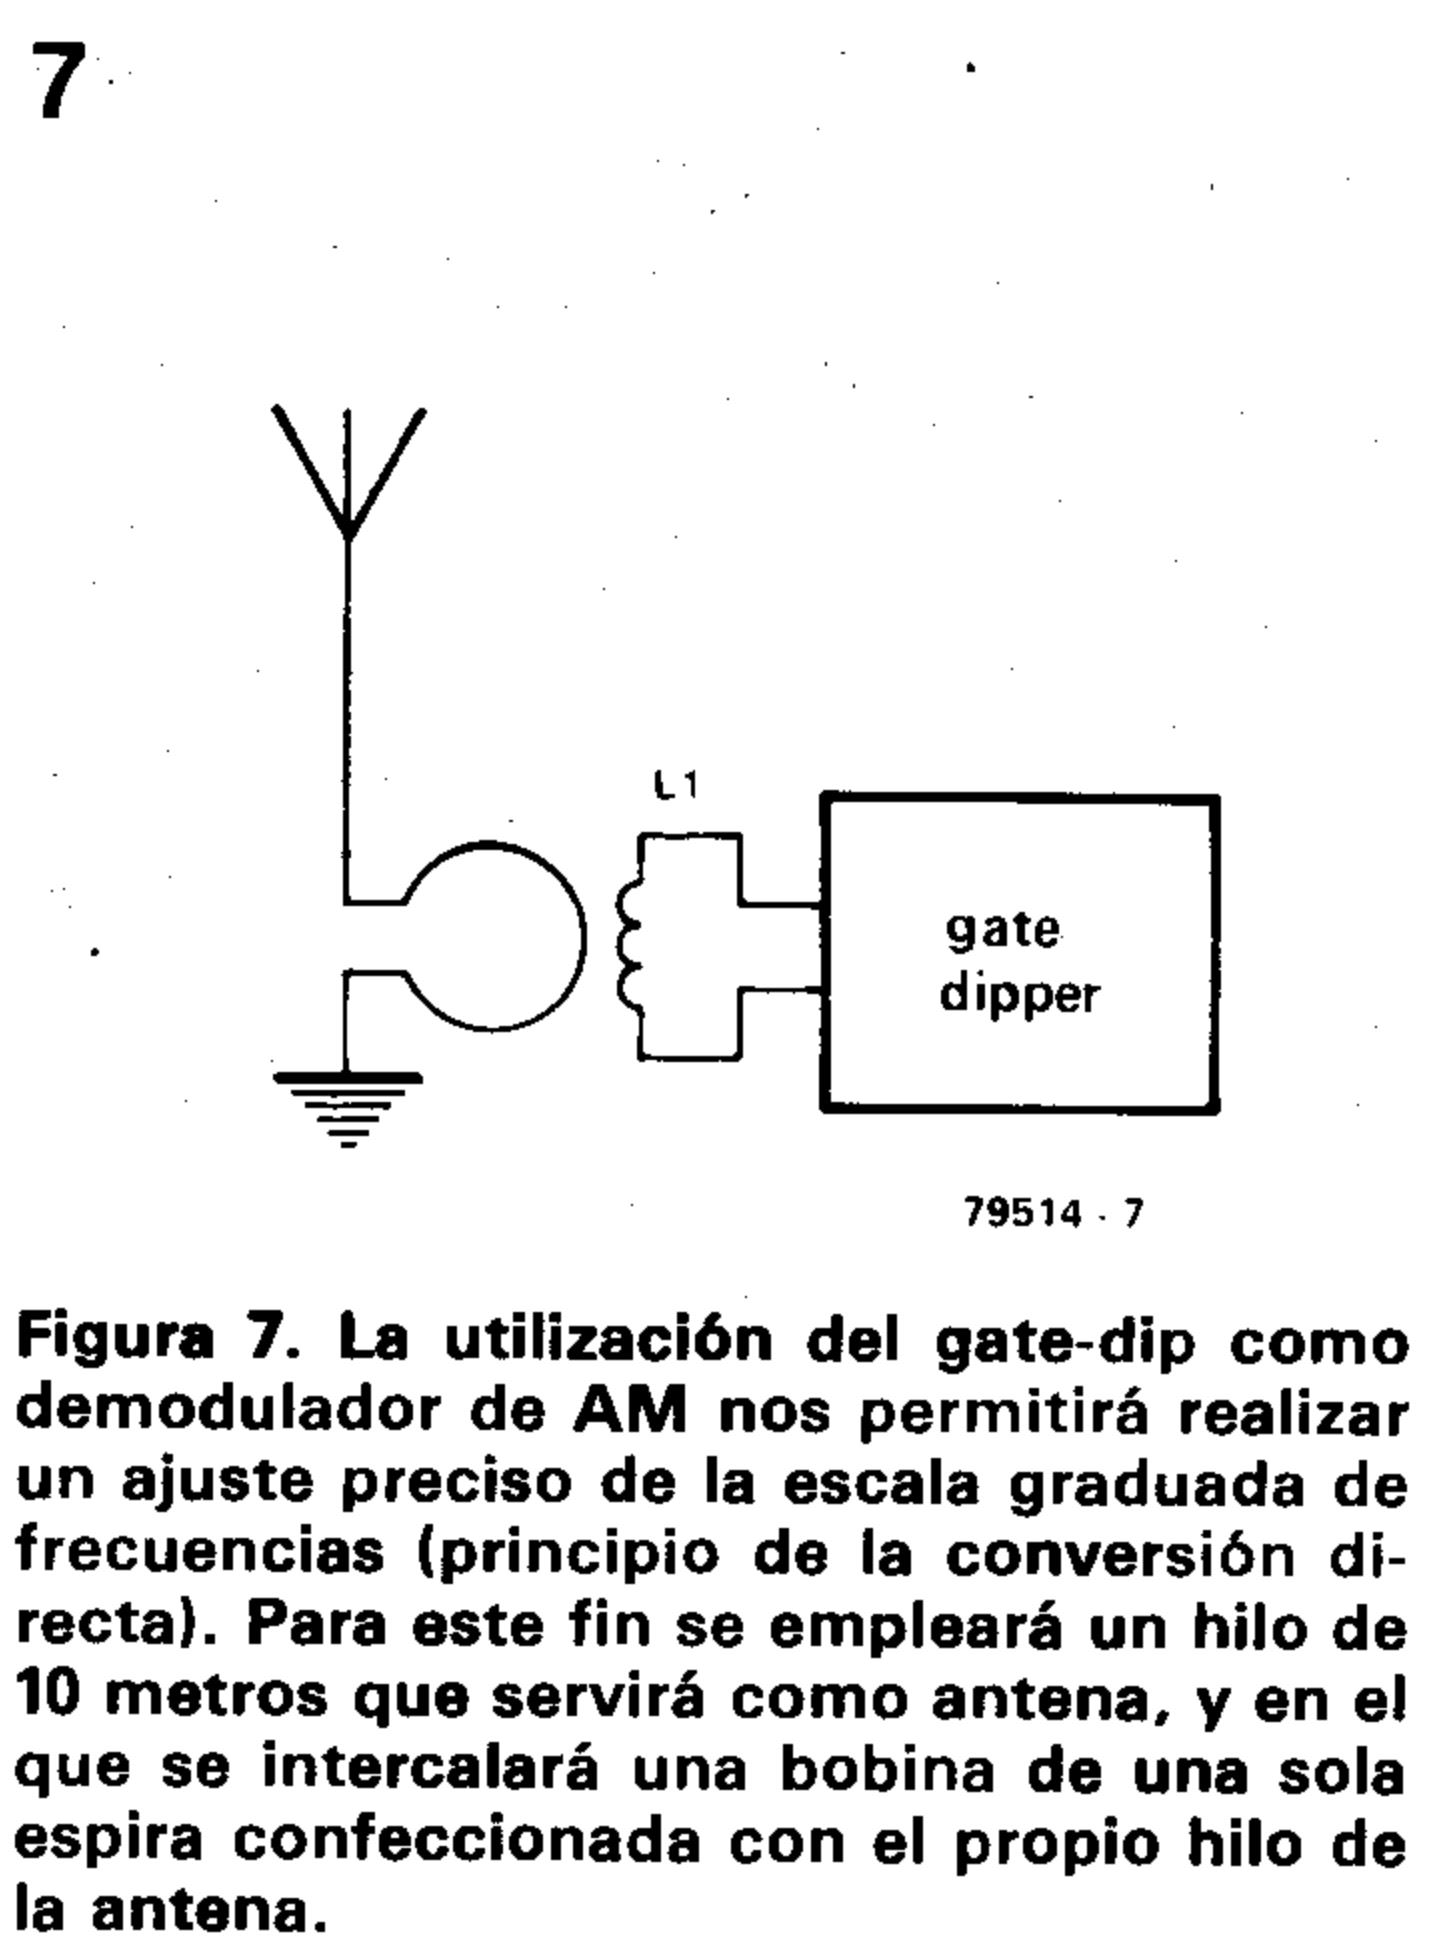 7
L1
gate
dipper
79514 - 7
Figura 7. La utilización del gate-dip como
demodulador de AM nos permitirá realizar
un ajuste preciso de la escala graduada de
frecuencias (principio de la conversión di-
recta). Para este fin se empleará un hilo de
10 metros que servirá como antena, y en el
que se intercalará una bobina de una sola
espira confeccionada con el propio hilo de
la antena.